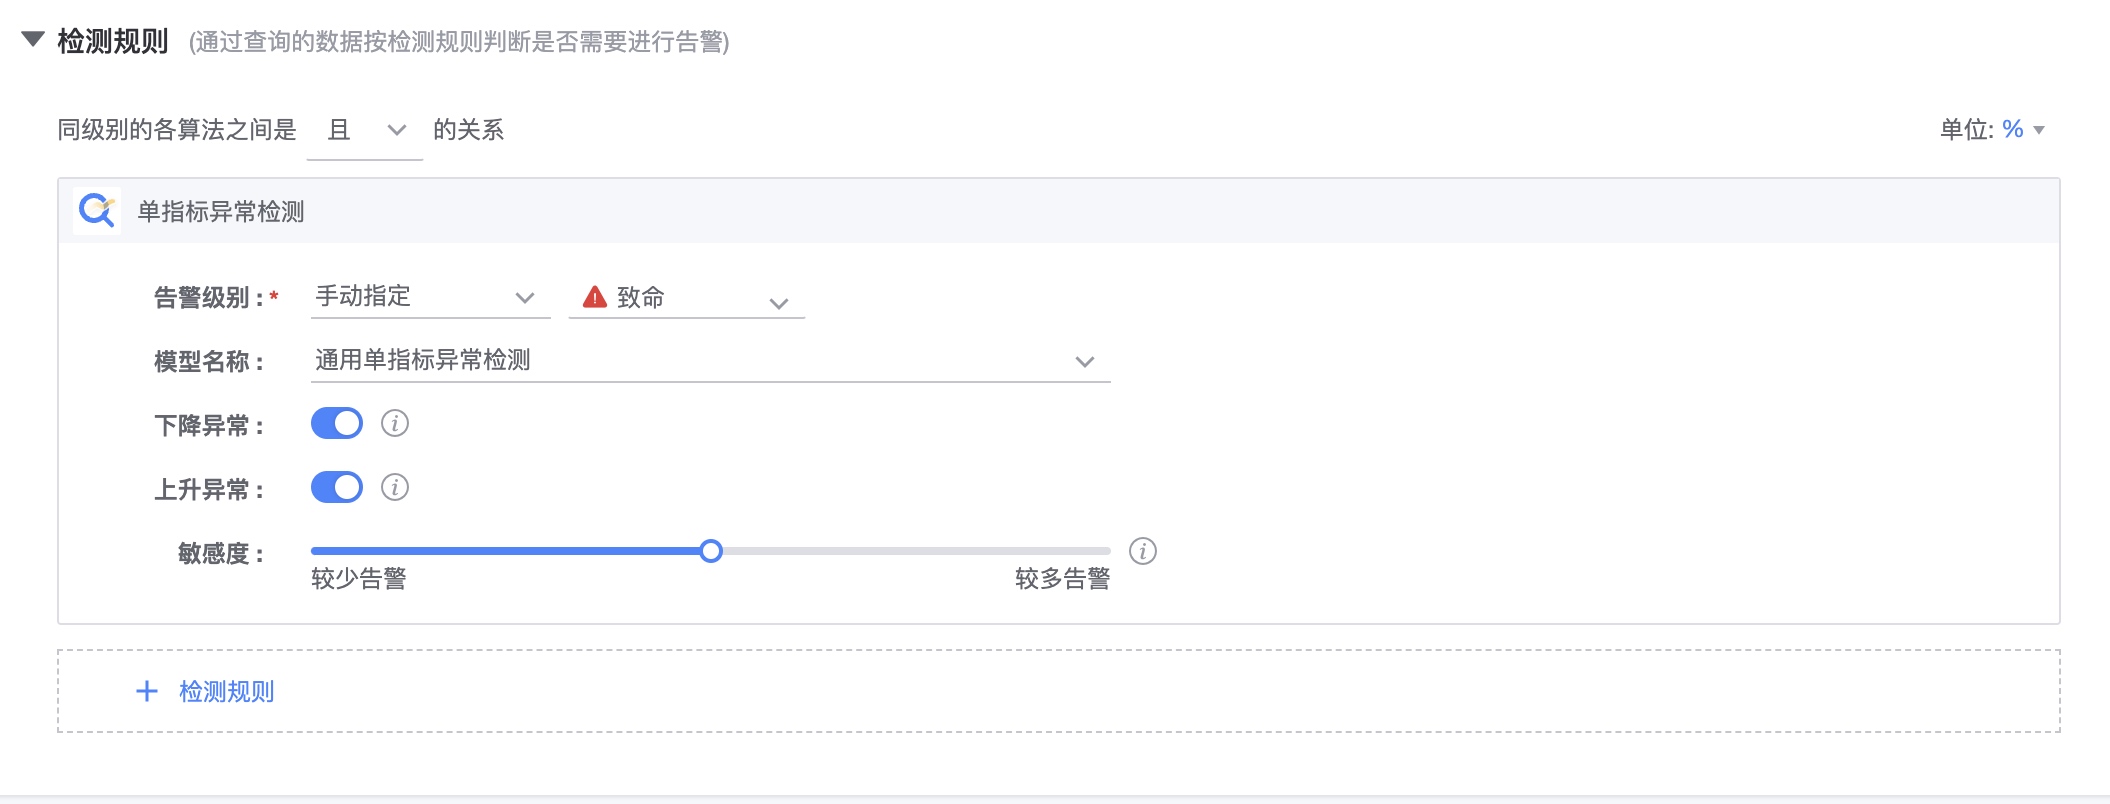 检测规则 (通过查询的数据按检测规则判断是否需要进行告警)
同级别的各算法之间是 且 的关系 单位: %
单指标异常检测
告警级别 : * 手动指定 致命
模型名称 : 通用单指标异常检测
下降异常 :
上升异常 :
敏感度 :
较少告警 较多告警
+ 检测规则